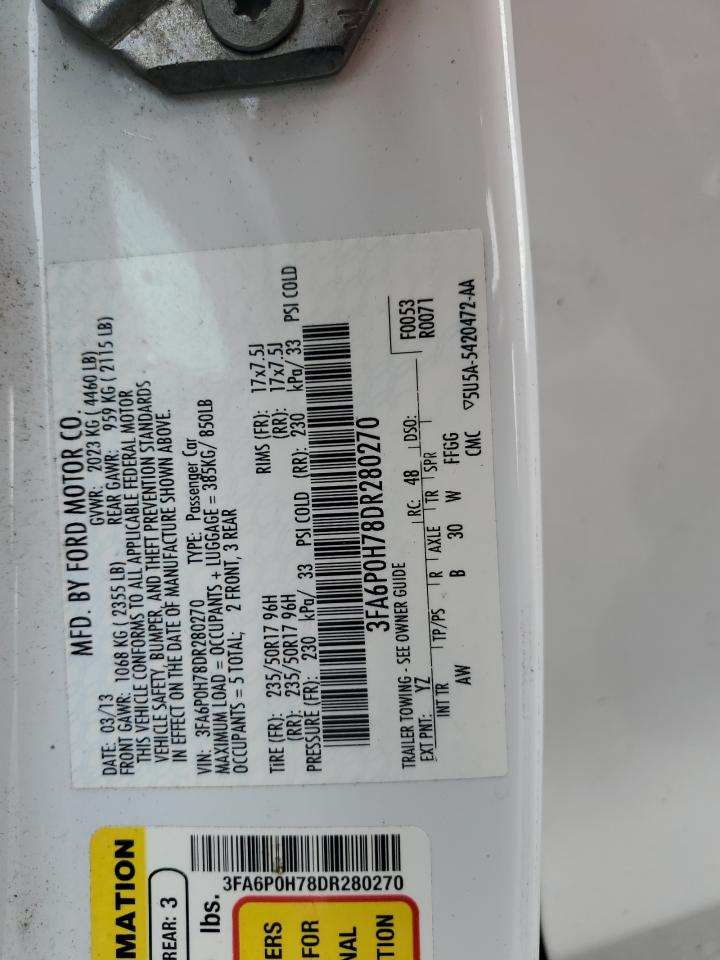 MFD. BY FORD MOTOR CO.
DATE: 03/13 GVWR: 2023 KG ( 4460 LB)
FRONT GAWR: 1068 KG ( 2355 LB) REAR GAWR: 959 KG ( 2115 LB)
THIS VEHICLE CONFORMS TO ALL APPLICABLE FEDERAL MOTOR
VEHICLE SAFETY, BUMPER, AND THEFT PREVENTION STANDARDS
IN EFFECT ON THE DATE OF MANUFACTURE SHOWN ABOVE.
VIN: 3FA6P0H78DR280270 TYPE: Passenger Car
MAXIMUM LOAD = OCCUPANTS + LUGGAGE = 385KG/ 850LB
OCCUPANTS = 5 TOTAL; 2 FRONT, 3 REAR
TIRE (FR): 235/50R17 96H RIMS (FR): 17x7.5J
(RR): 235/50R17 96H (RR): 17x7.5J
PRESSURE (FR): 230 kPa/ 33 PSI COLD (RR): 230 kPa/ 33 PSI COLD
3FA6P0H78DR280270
F0053
TRAILER TOWING - SEE OWNER GUIDE R0071
EXT PNT: YZ RC: 48 DSO:
INT TR TP/PS R AXLE TR SPR
AW B 30 W FFGG
CMC ▽5U5A-5420472-AA
MATION
REAR: 3
lbs.
3FA6P0H78DR280270
ERS
FOR
NAL
TION